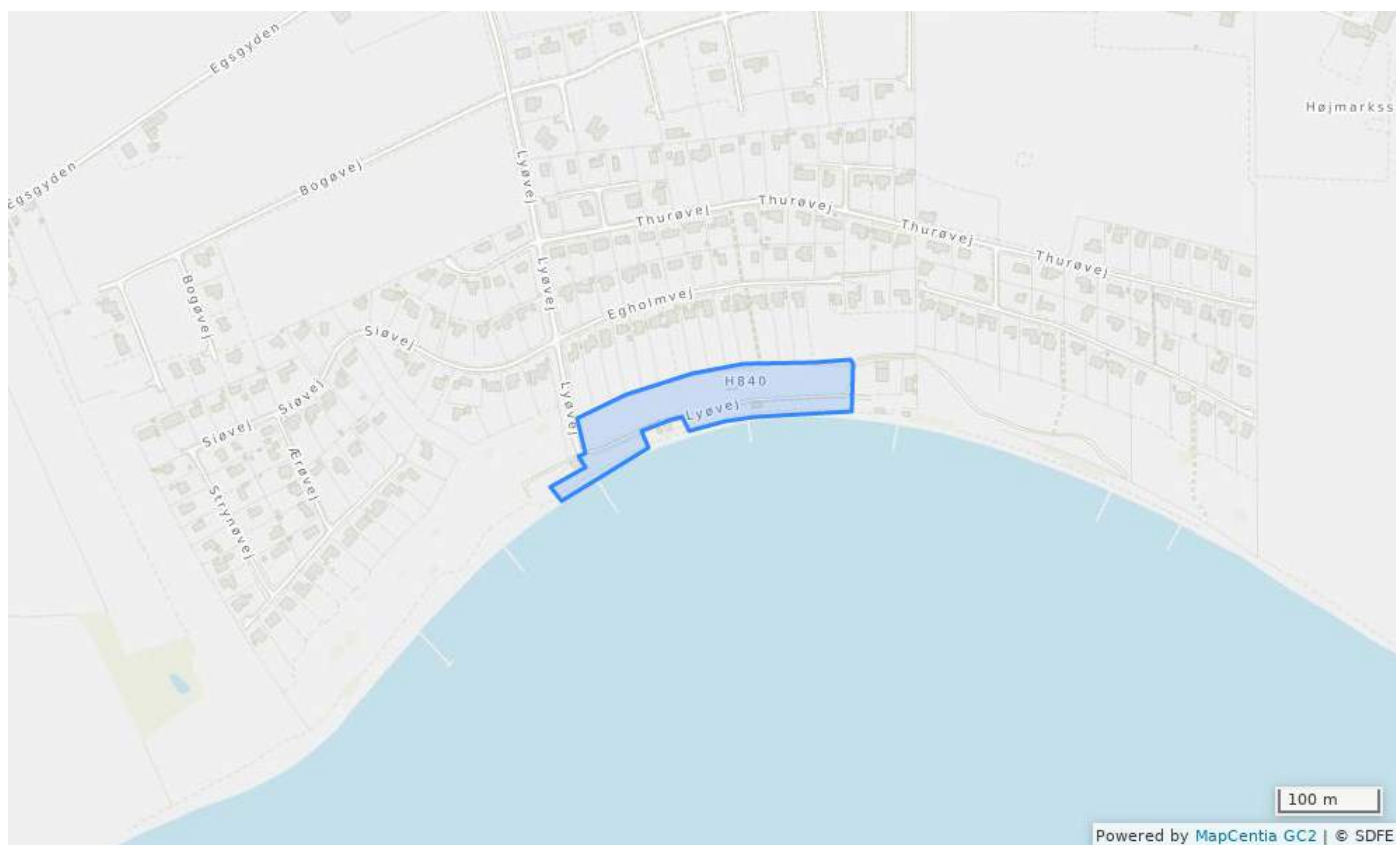 Egsgyden
Højmarkss
Lyøvej
Egsgyden
Bogøvej
Thurøvej
Thurøvej
Thurøvej
Thurøvej
Lyøvej
Bogøvej
Egholmvej
Siøvej
H840
Siøvej
Lyøvej
Lyøvej
Siøvej
Ærøvej
Strynøvej
100 m
Powered by MapCentia GC2 | © SDFE